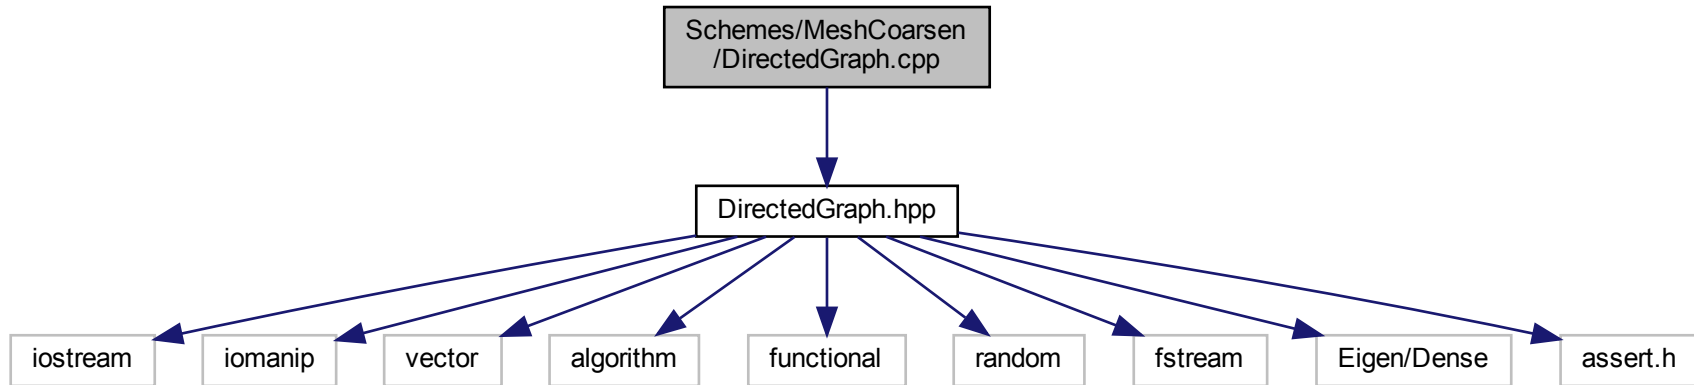 Schemes/MeshCoarsen
/DirectedGraph.cpp
DirectedGraph.hpp
iostream
iomanip
vector
algorithm
functional
random
fstream
Eigen/Dense
assert.h